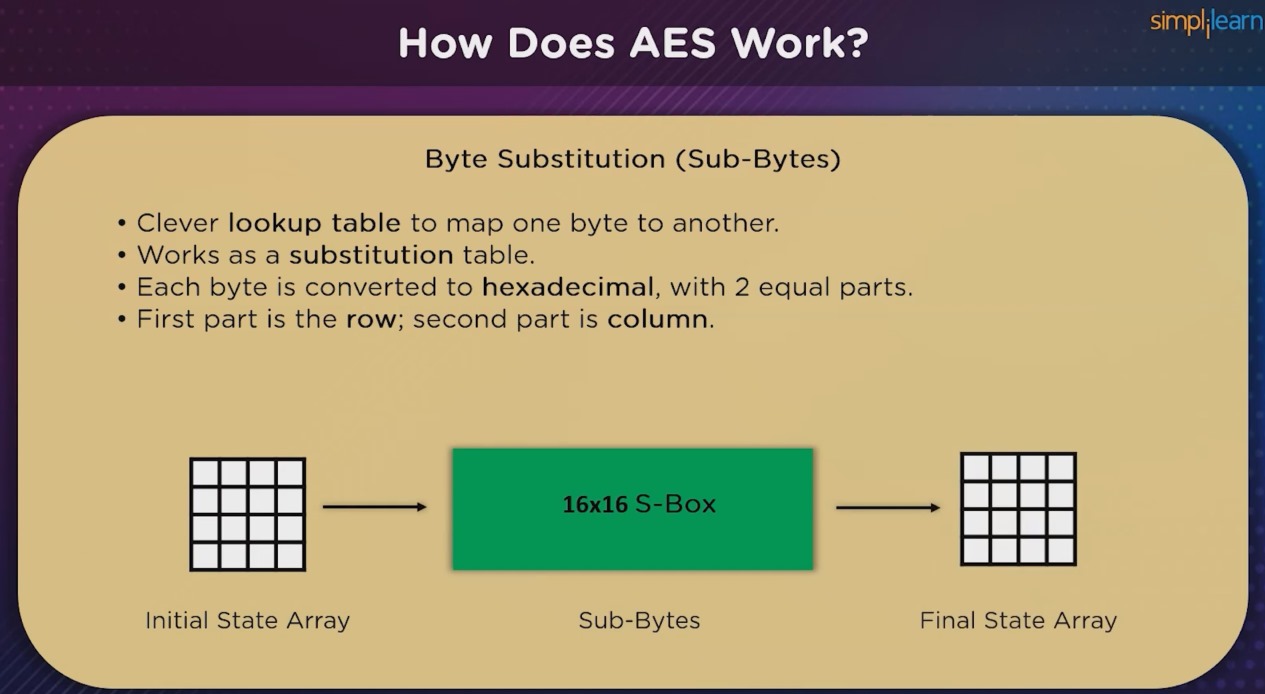 simplilearn
How Does AES Work?
Byte Substitution (Sub-Bytes)
• Clever lookup table to map one byte to another.
• Works as a substitution table.
• Each byte is converted to hexadecimal, with 2 equal parts.
• First part is the row; second part is column.
16x16 S-Box
Initial State Array
Sub-Bytes
Final State Array